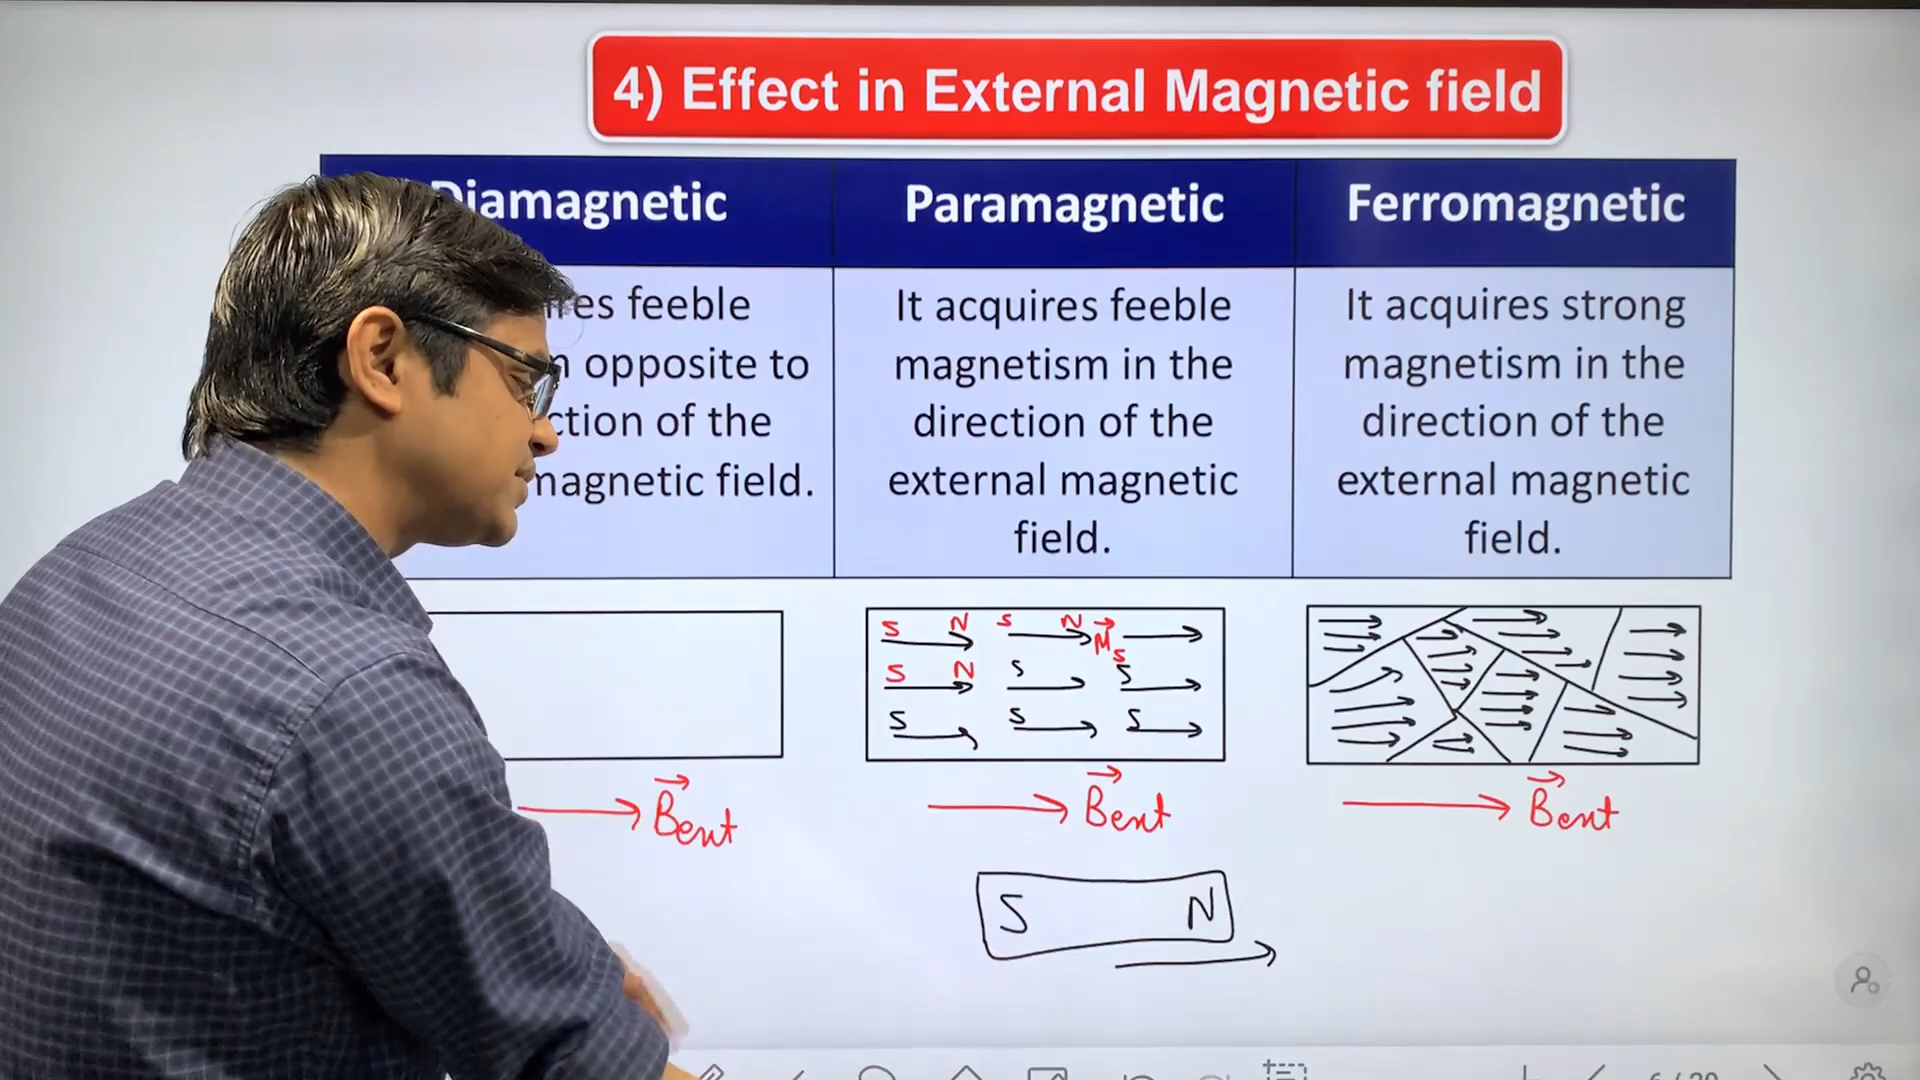 4) Effect in External Magnetic field
Diamagnetic
Paramagnetic
Ferromagnetic
feeble
opposite to
of the
magnetic field.
It acquires feeble
magnetism in the
direction of the
external magnetic
field.
It acquires strong
magnetism in the
direction of the
external magnetic
field.
S N S N M
S
S N S S
S S S
Bext
Bext
Bext
S N